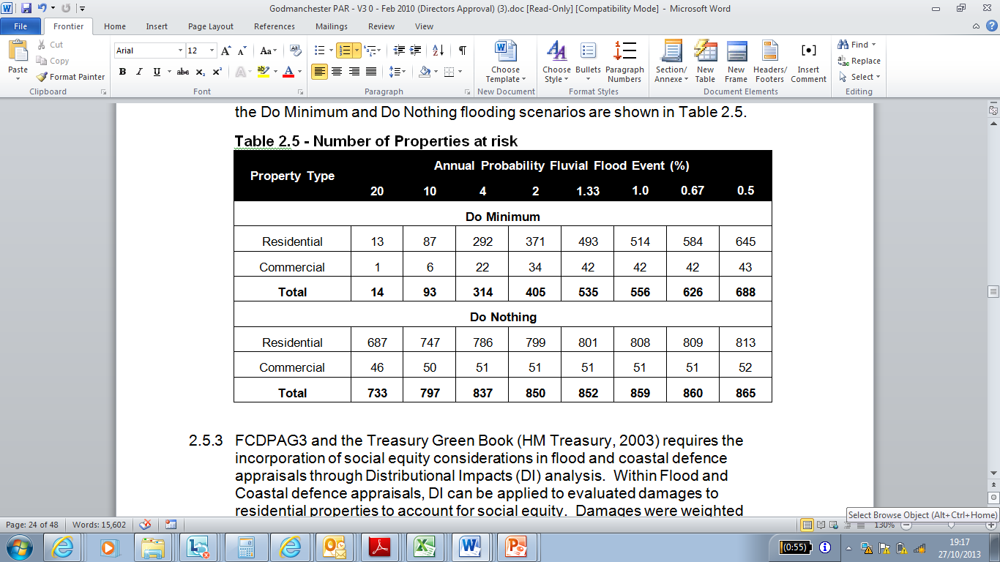 Godmanchester PAR - V3 0 - Feb 2010 (Directors Approval) (3).doc [Read-Only] [Compatibility Mode] - Microsoft Word
File Frontier Home Insert Page Layout References Mailings Review View
Paste
Cut
Copy
Format Painter
Clipboard
Arial 12
B I U abc x₂ x²
Font
Paragraph
Choose Template
New Document
Choose Style
Bullets
Paragraph Numbers
Format Styles
Section/ Annexe
New Table
New Frame
Headers/ Footers
Insert Comment
Document Elements
Find
Replace
Select
Editing
the Do Minimum and Do Nothing flooding scenarios are shown in Table 2.5.
Table 2.5 - Number of Properties at risk
Property Type Annual Probability Fluvial Flood Event (%)
20 10 4 2 1.33 1.0 0.67 0.5
Do Minimum
Residential 13 87 292 371 493 514 584 645
Commercial 1 6 22 34 42 42 42 43
Total 14 93 314 405 535 556 626 688
Do Nothing
Residential 687 747 786 799 801 808 809 813
Commercial 46 50 51 51 51 51 51 52
Total 733 797 837 850 852 859 860 865
2.5.3 FCDPAG3 and the Treasury Green Book (HM Treasury, 2003) requires the
incorporation of social equity considerations in flood and coastal defence
appraisals through Distributional Impacts (DI) analysis. Within Flood and
Coastal defence appraisals, DI can be applied to evaluated damages to
residential properties to account for social equity. Damages were weighted
Select Browse Object (Alt+Ctrl+Home)
Page: 24 of 48 Words: 15,602 130%
(0:55) 19:17
27/10/2013